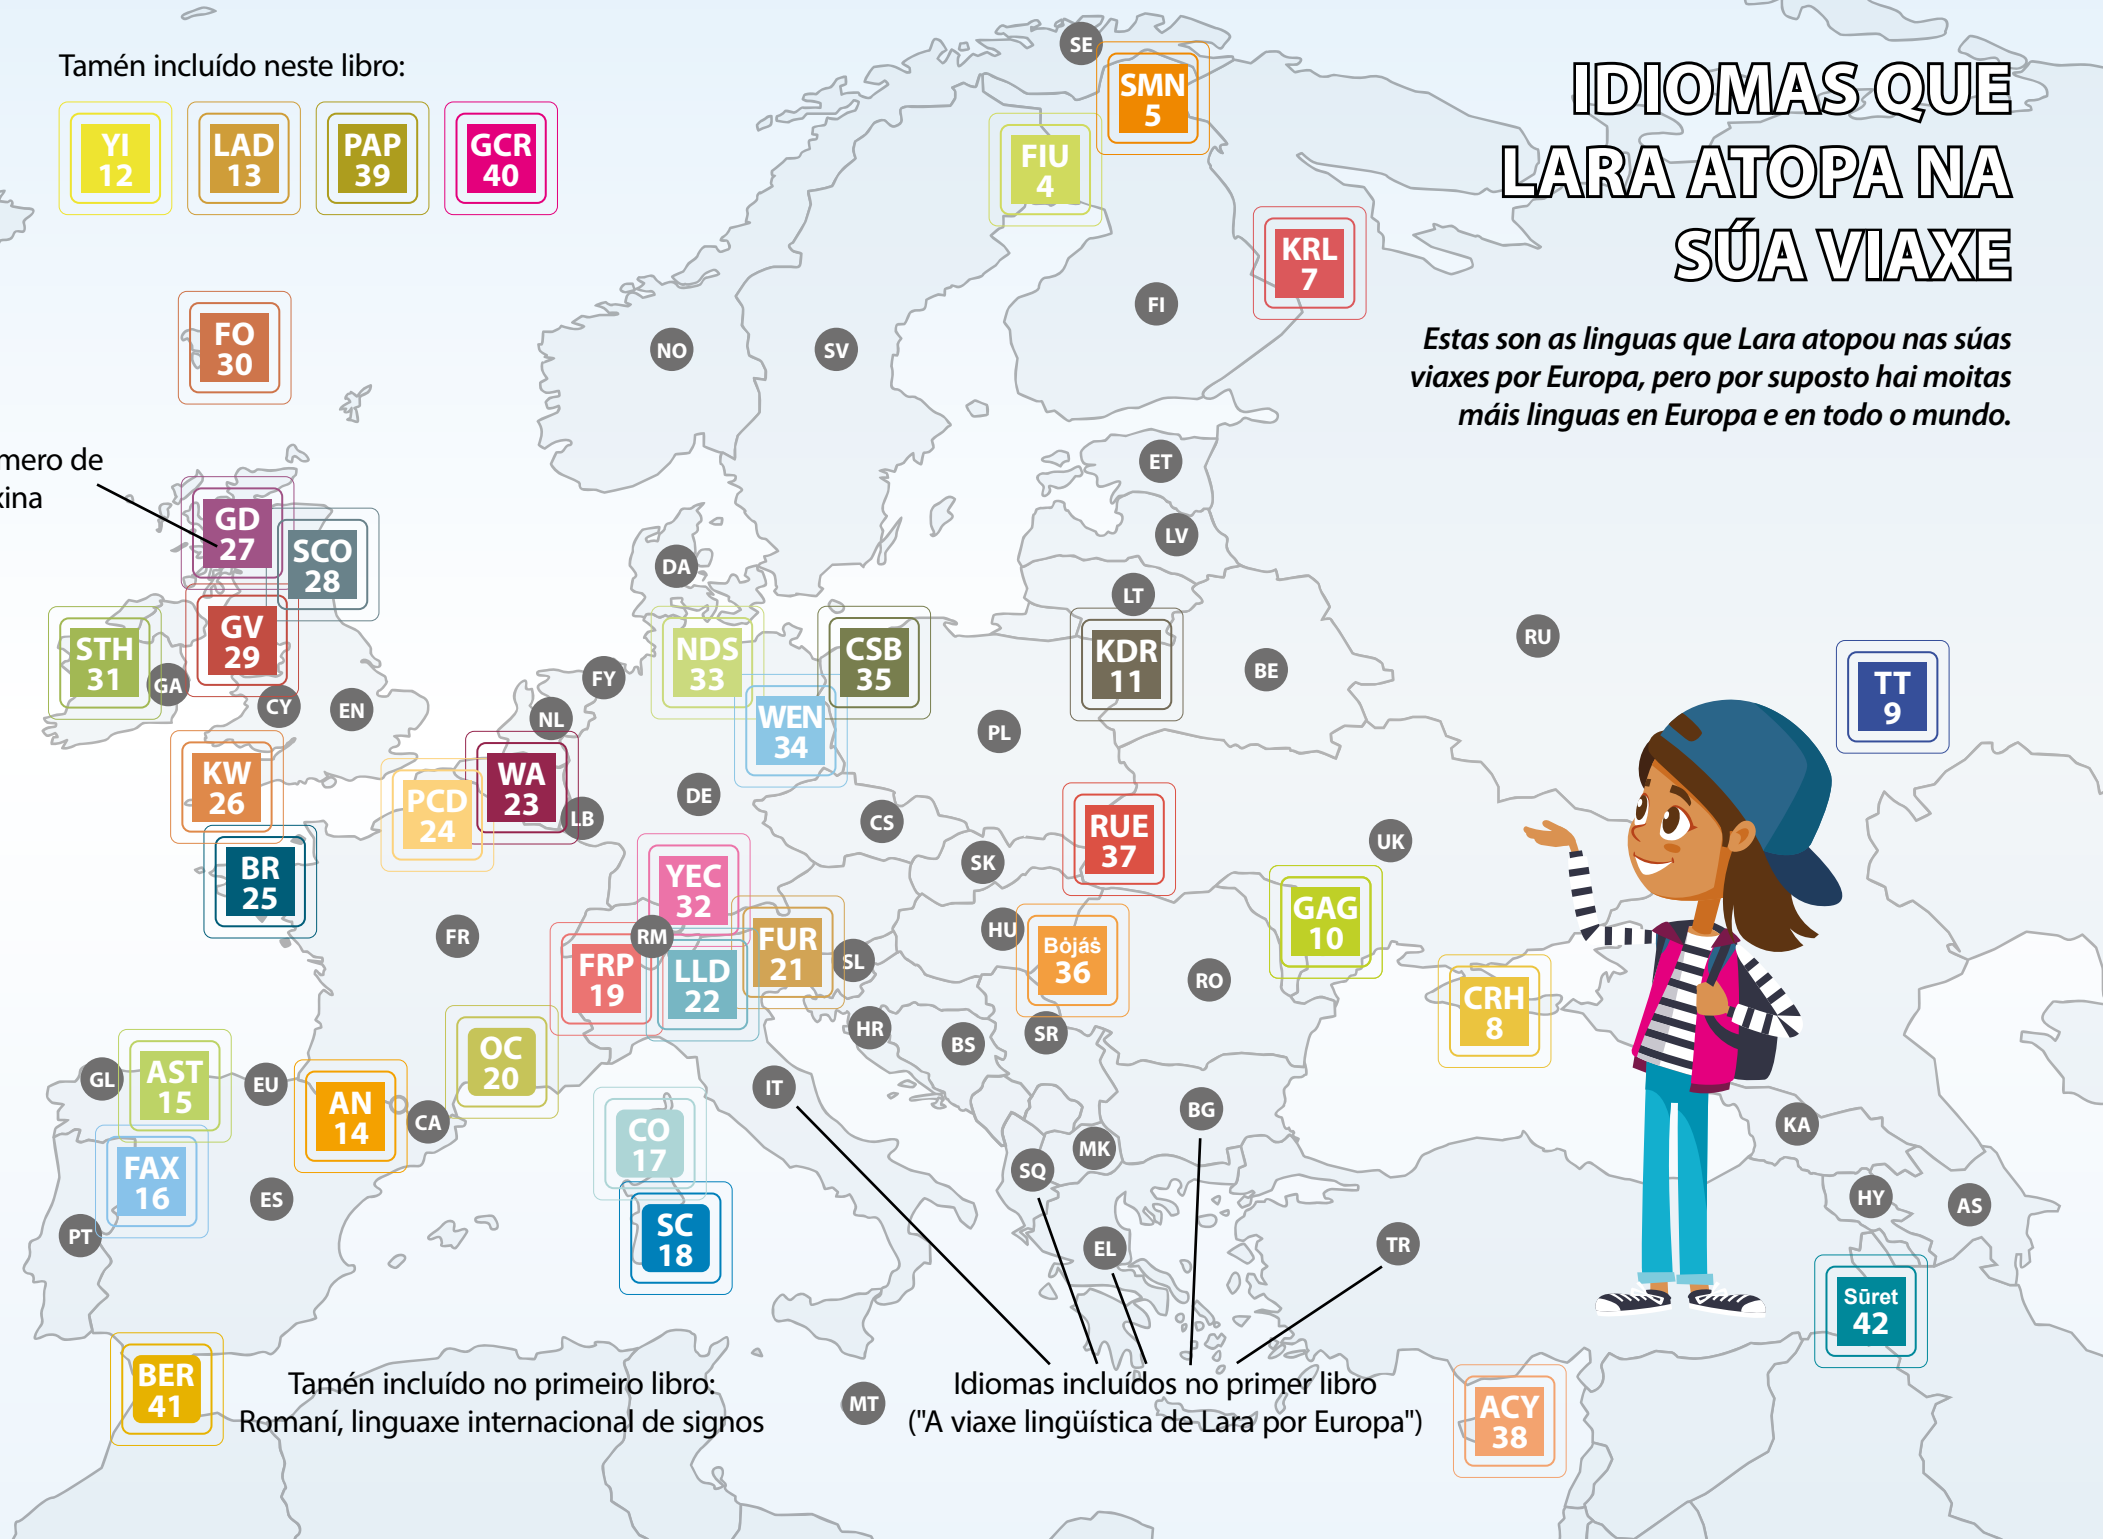 Tamén incluído neste libro:
YI
12
LAD
13
PAP
39
GCR
40
IDIOMAS QUE
LARA ATOPA NA
SÚA VIAXE
Estas son as linguas que Lara atopou nas súas
viaxes por Europa, pero por suposto hai moitas
máis linguas en Europa e en todo o mundo.
SE
SMN
5
FIU
4
KRL
7
FI
FO
30
NO
SV
mero de
xina
ET
GD
27
SCO
28
LV
DA
LT
GV
29
STH
31
GA
CY
EN
FY
NL
NDS
33
CSB
35
WEN
34
KDR
11
BE
RU
TT
9
PL
KW
26
PCD
24
WA
23
LB
DE
CS
SK
RUE
37
UK
BR
25
YEC
32
FR
RM
FRP
19
LLD
22
FUR
21
SL
HU
Bòjáš
36
GAG
10
RO
CRH
8
HR
BS
SR
OC
20
GL
AST
15
EU
AN
14
CA
IT
CO
17
BG
KA
MK
SQ
FAX
16
ES
PT
SC
18
EL
TR
HY
AS
Sūret
42
BER
41
Tamén incluído no primeiro libro:
Romaní, linguaxe internacional de signos
MT
Idiomas incluídos no primer libro
("A viaxe lingüística de Lara por Europa")
ACY
38